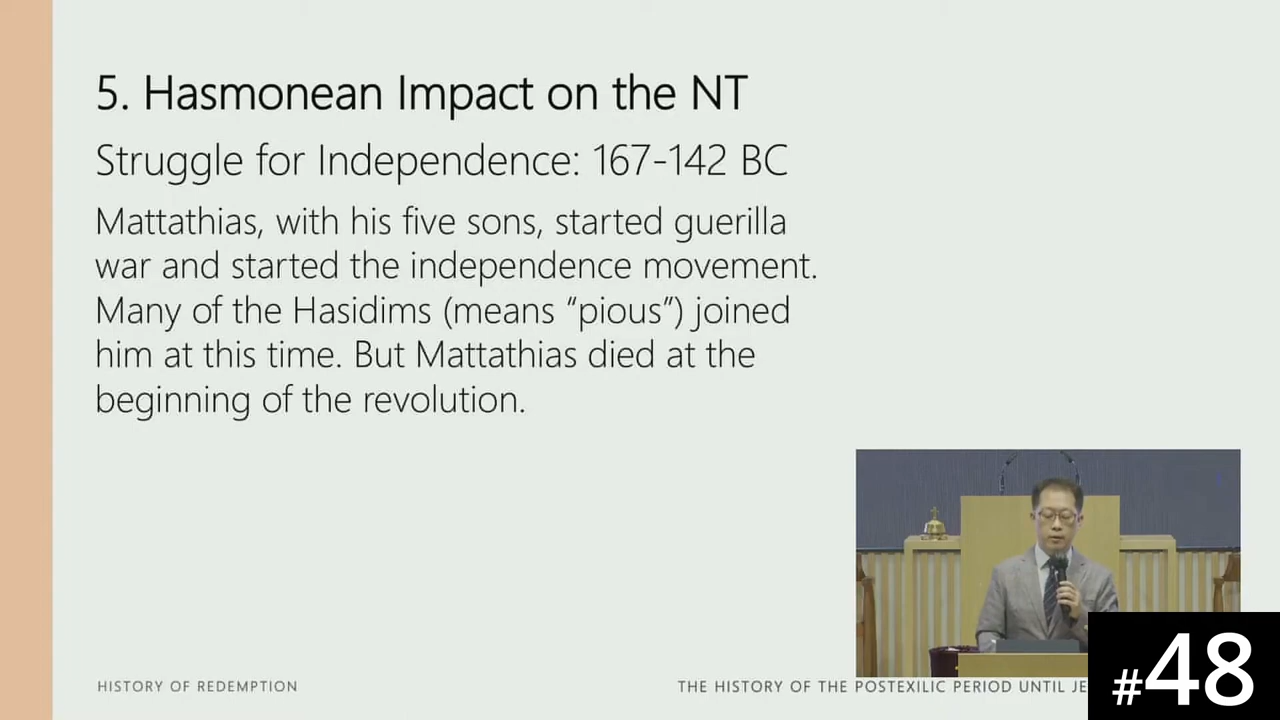 5. Hasmonean Impact on the NT
Struggle for Independence: 167-142 BC
Mattathias, with his five sons, started guerilla
war and started the independence movement.
Many of the Hasidims (means “pious”) joined
him at this time. But Mattathias died at the
beginning of the revolution.
HISTORY OF REDEMPTION
THE HISTORY OF THE POSTEXILIC PERIOD UNTIL JE
#48